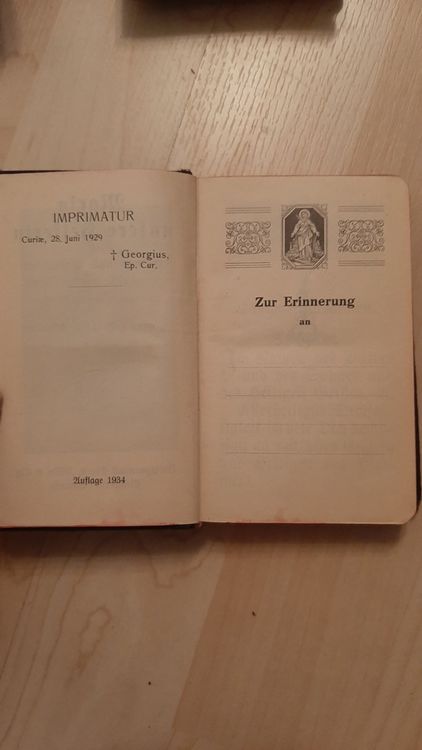 IMPRIMATUR
Curiæ, 28. Juni 1929
† Georgius,
Ep. Cur.
Auflage 1934
Zur Erinnerung
an